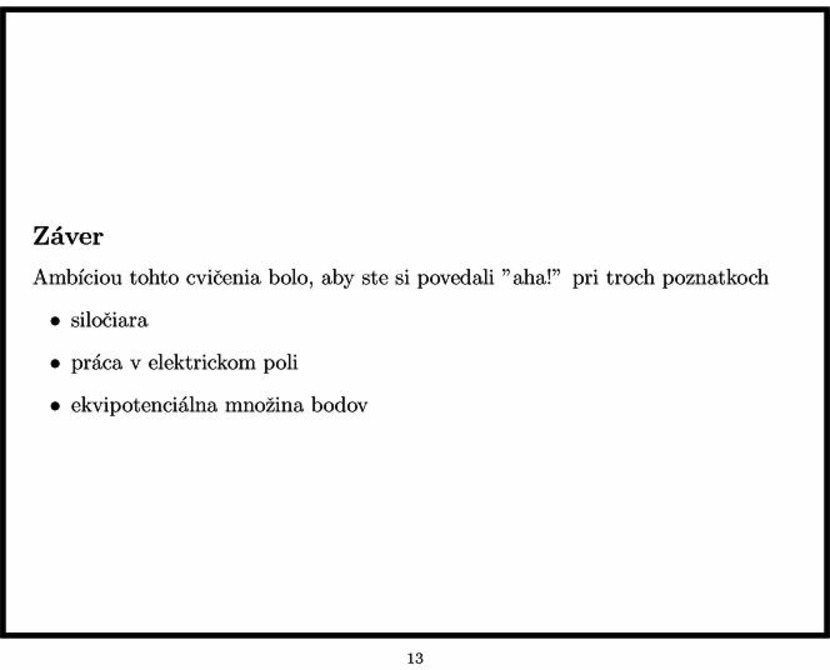 Záver
Ambíciou tohto cvičenia bolo, aby ste si povedali ”aha!” pri troch poznatkoch
• siločiara
• práca v elektrickom poli
• ekvipotenciálna množina bodov
13